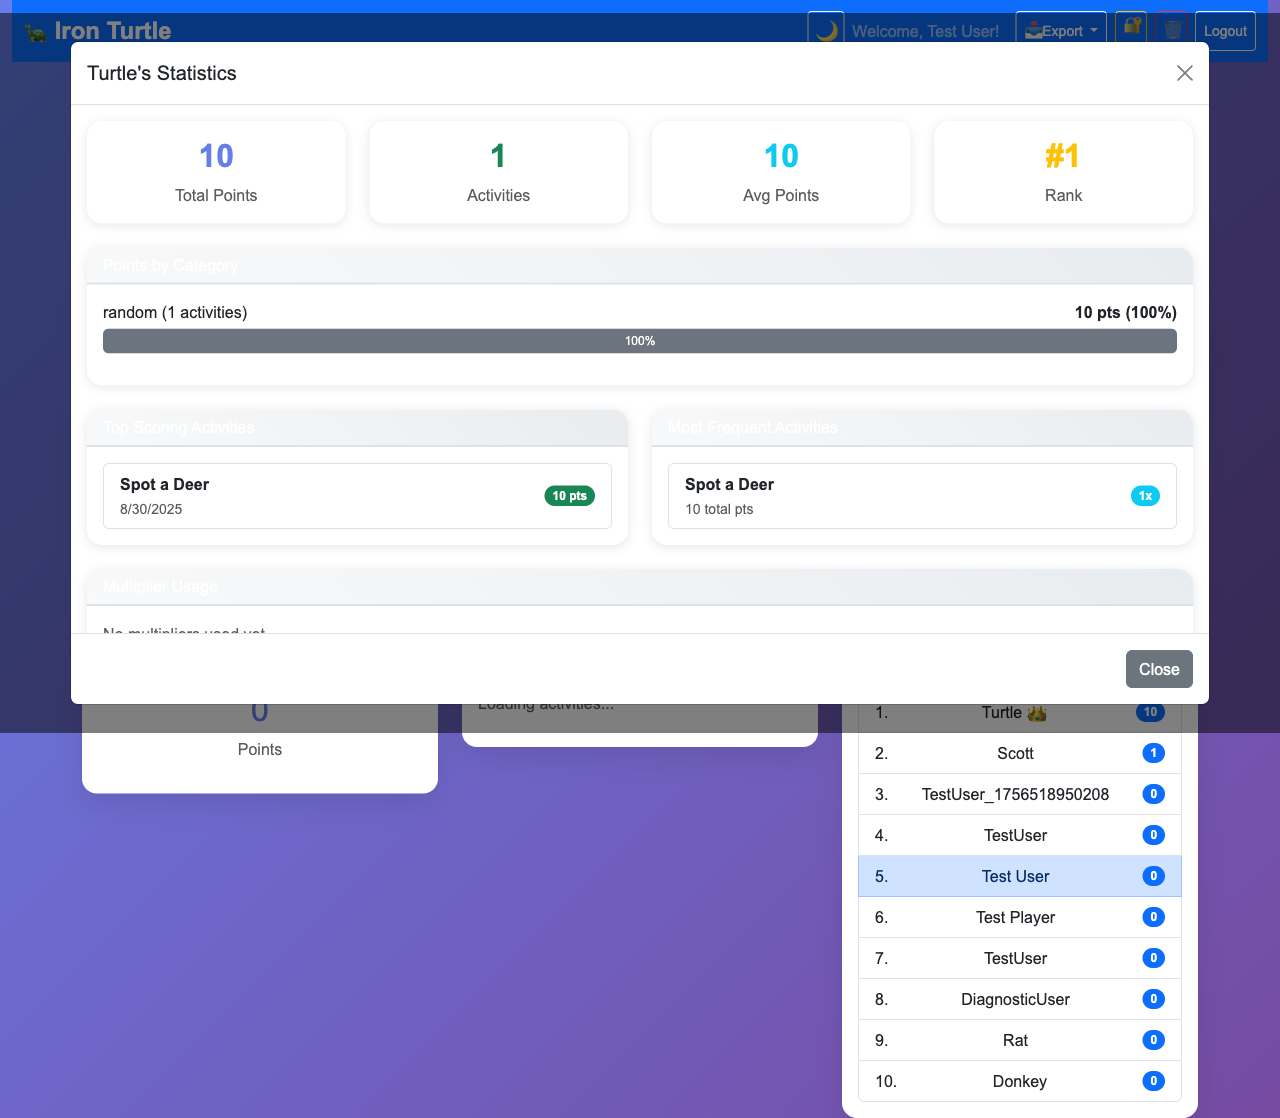 🐢 Iron Turtle
🌙 Welcome, Test User! 📥Export 🔐 🗑️ Logout
Turtle's Statistics
10 1 10 #1
Total Points Activities Avg Points Rank
Points by Category
random (1 activities) 10 pts (100%)
100%
Top Scoring Activities
Spot a Deer
8/30/2025
10 pts
Most Frequent Activities
Spot a Deer
10 total pts
1x
Multiplier Usage
No multipliers used yet
Close
0
Points
Loading activities...
1. Turtle 👑 10
2. Scott 1
3. TestUser_1756518950208 0
4. TestUser 0
5. Test User 0
6. Test Player 0
7. TestUser 0
8. DiagnosticUser 0
9. Rat 0
10. Donkey 0